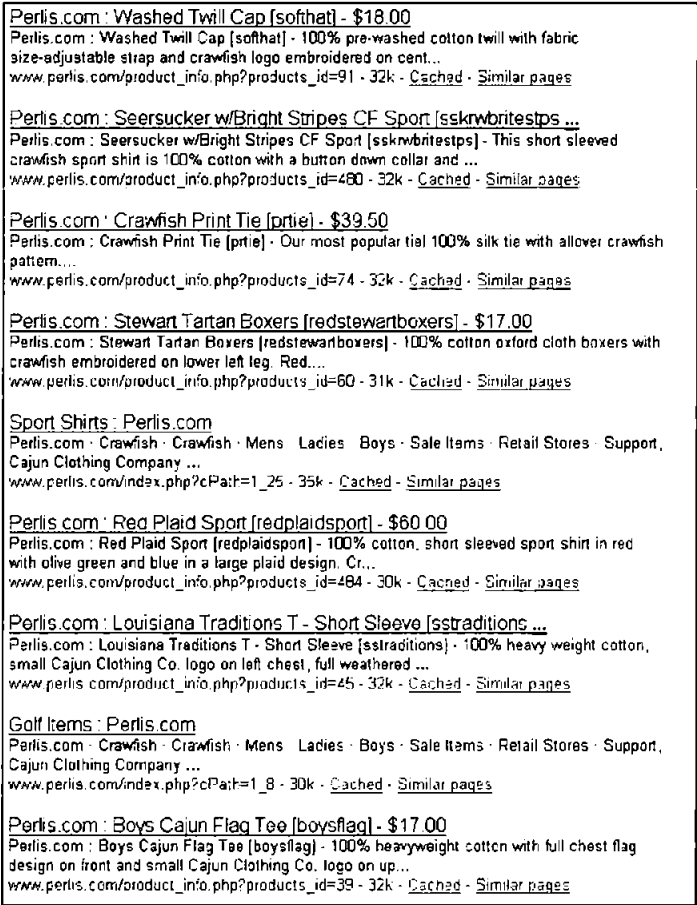 Perlis.com : Washed Twill Cap [softhat] - $18.00
Perlis.com : Washed Twill Cap [softhat] - 100% pre-washed cotton twill with fabric
size-adjustable strap and crawfish logo embroidered on cent...
www.perlis.com/product_info.php?products_id=91 - 32k - Cached - Similar pages
Perlis.com : Seersucker w/Bright Stripes CF Sport [sskrwbritestps ...
Perlis.com : Seersucker w/Bright Stripes CF Sport [sskrwbritestps] - This short sleeved
crawfish sport shirt is 100% cotton with a button down collar and ...
www.perlis.com/product_info.php?products_id=480 - 32k - Cached - Similar pages
Perlis.com : Crawfish Print Tie [prtie] - $39.50
Perlis.com : Crawfish Print Tie [prtie] - Our most popular tie! 100% silk tie with allover crawfish
pattern....
www.perlis.com/product_info.php?products_id=74 - 32k - Cached - Similar pages
Perlis.com : Stewart Tartan Boxers [redstewartboxers] - $17.00
Perlis.com : Stewart Tartan Boxers [redstewartboxers] - 100% cotton oxford cloth boxers with
crawfish embroidered on lower left leg. Red....
www.perlis.com/product_info.php?products_id=60 - 31k - Cached - Similar pages
Sport Shirts : Perlis.com
Perlis.com · Crawfish · Crawfish · Mens Ladies Boys · Sale Items · Retail Stores · Support,
Cajun Clothing Company ...
www.perlis.com/index.php?cPath=1_25 - 35k - Cached - Similar pages
Perlis.com : Red Plaid Sport [redplaidsport] - $60.00
Perlis.com : Red Plaid Sport [redplaidsport] - 100% cotton, short sleeved sport shirt in red
with olive green and blue in a large plaid design. Cr...
www.perlis.com/product_info.php?products_id=484 - 30k - Cached - Similar pages
Perlis.com : Louisiana Traditions T - Short Sleeve [sstraditions ...
Perlis.com : Louisiana Traditions T - Short Sleeve [sstraditions] - 100% heavy weight cotton,
small Cajun Clothing Co. logo on left chest, full weathered ...
www.perlis.com/product_info.php?products_id=45 - 32k - Cached - Similar pages
Golf Items : Perlis.com
Perlis.com · Crawfish · Crawfish · Mens Ladies · Boys · Sale Items · Retail Stores · Support,
Cajun Clothing Company ...
www.perlis.com/index.php?cPath=1_8 - 30k - Cached - Similar pages
Perlis.com : Boys Cajun Flag Tee [boysflag] - $17.00
Perlis.com : Boys Cajun Flag Tee [boysflag] - 100% heavyweight cotton with full chest flag
design on front and small Cajun Clothing Co. logo on up...
www.perlis.com/product_info.php?products_id=39 - 32k - Cached - Similar pages